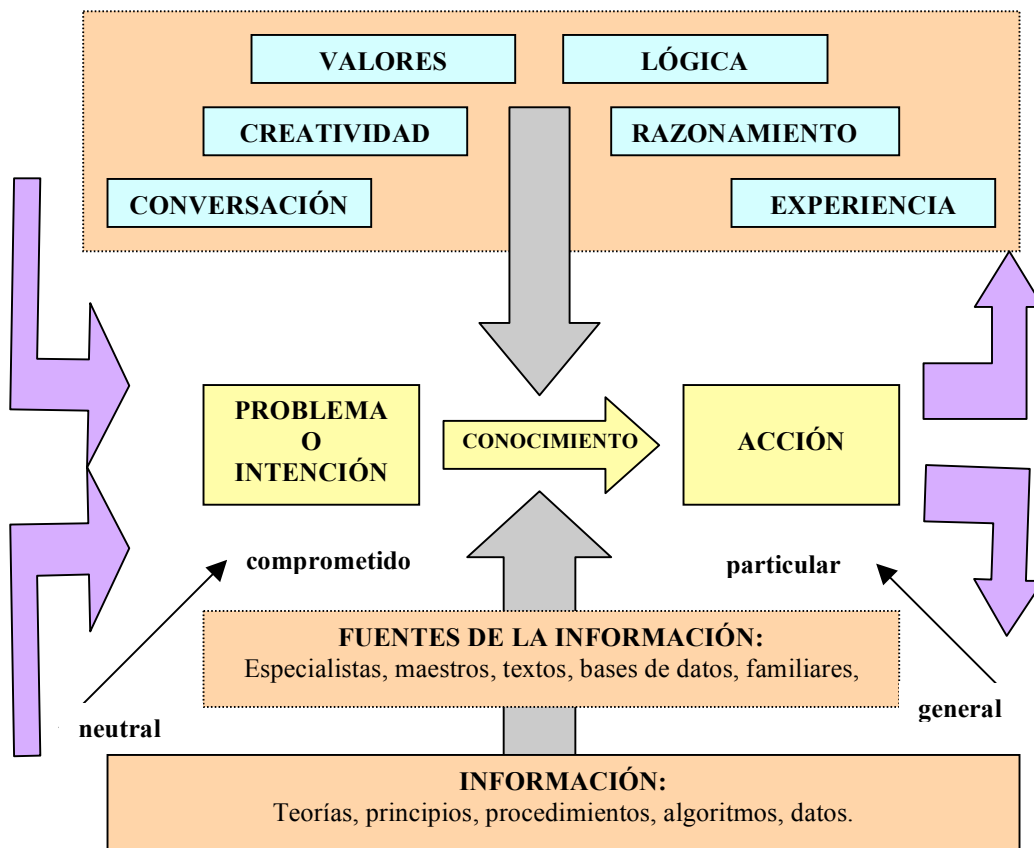 VALORES
LÓGICA
CREATIVIDAD
RAZONAMIENTO
CONVERSACIÓN
EXPERIENCIA
PROBLEMA
O
INTENCIÓN
CONOCIMIENTO
ACCIÓN
comprometido
particular
FUENTES DE LA INFORMACIÓN:
Especialistas, maestros, textos, bases de datos, familiares,
neutral
general
INFORMACIÓN:
Teorías, principios, procedimientos, algoritmos, datos.